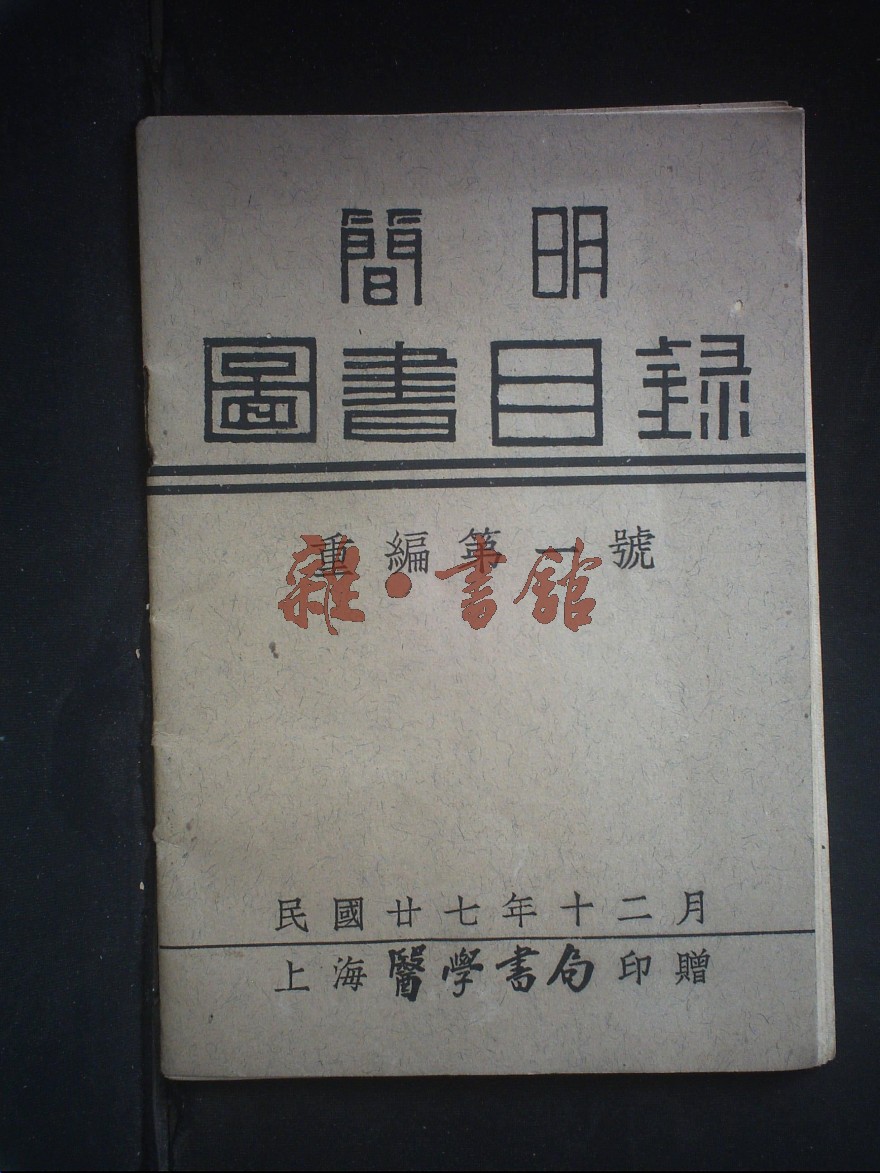 簡明
圖書目録
重編第一號
雜·書館
民國廿七年十二月
上海醫學書局印贈